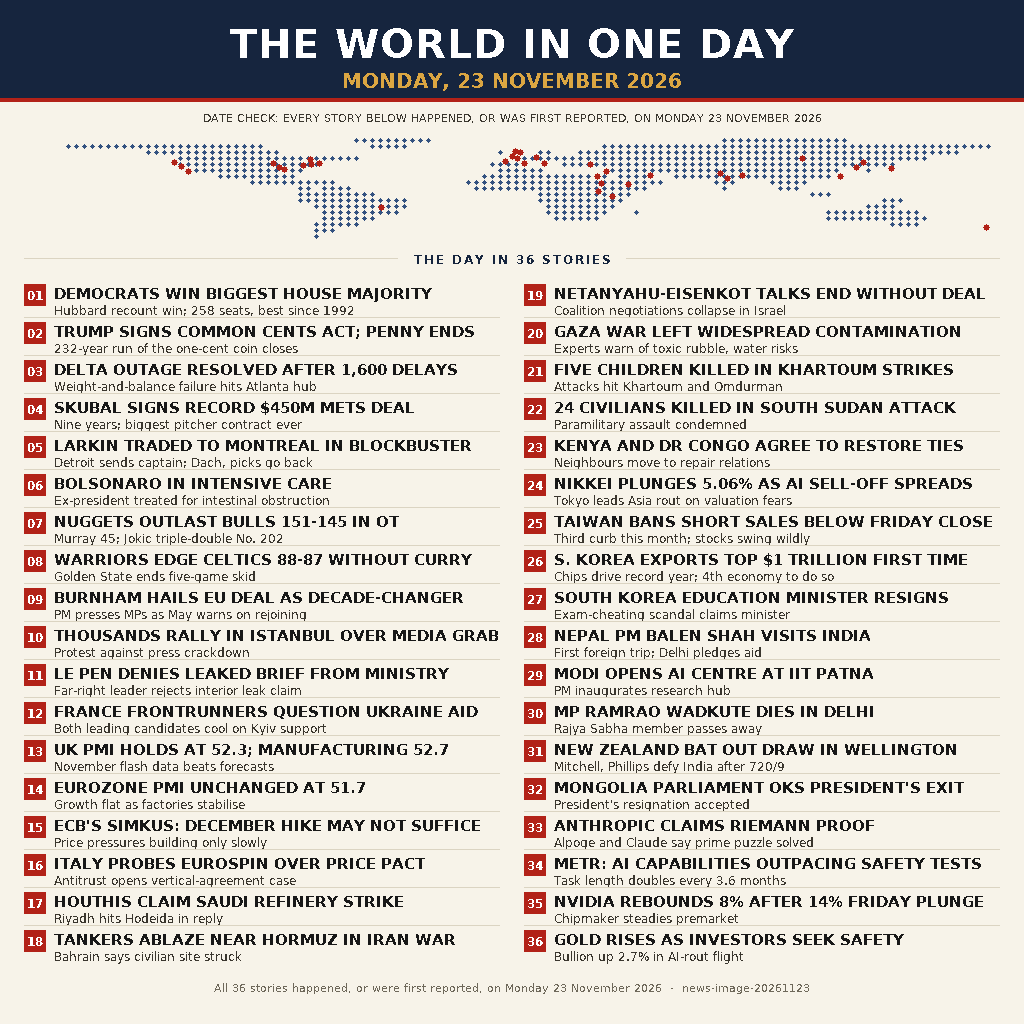 THE WORLD IN ONE DAY
MONDAY, 23 NOVEMBER 2026
DATE CHECK: EVERY STORY BELOW HAPPENED, OR WAS FIRST REPORTED, ON MONDAY 23 NOVEMBER 2026
THE DAY IN 36 STORIES
01 DEMOCRATS WIN BIGGEST HOUSE MAJORITY
Hubbard recount win; 258 seats, best since 1992
02 TRUMP SIGNS COMMON CENTS ACT; PENNY ENDS
232-year run of the one-cent coin closes
03 DELTA OUTAGE RESOLVED AFTER 1,600 DELAYS
Weight-and-balance failure hits Atlanta hub
04 SKUBAL SIGNS RECORD $450M METS DEAL
Nine years; biggest pitcher contract ever
05 LARKIN TRADED TO MONTREAL IN BLOCKBUSTER
Detroit sends captain; Dach, picks go back
06 BOLSONARO IN INTENSIVE CARE
Ex-president treated for intestinal obstruction
07 NUGGETS OUTLAST BULLS 151-145 IN OT
Murray 45; Jokic triple-double No. 202
08 WARRIORS EDGE CELTICS 88-87 WITHOUT CURRY
Golden State ends five-game skid
09 BURNHAM HAILS EU DEAL AS DECADE-CHANGER
PM presses MPs as May warns on rejoining
10 THOUSANDS RALLY IN ISTANBUL OVER MEDIA GRAB
Protest against press crackdown
11 LE PEN DENIES LEAKED BRIEF FROM MINISTRY
Far-right leader rejects interior leak claim
12 FRANCE FRONTRUNNERS QUESTION UKRAINE AID
Both leading candidates cool on Kyiv support
13 UK PMI HOLDS AT 52.3; MANUFACTURING 52.7
November flash data beats forecasts
14 EUROZONE PMI UNCHANGED AT 51.7
Growth flat as factories stabilise
15 ECB'S SIMKUS: DECEMBER HIKE MAY NOT SUFFICE
Price pressures building only slowly
16 ITALY PROBES EUROSPIN OVER PRICE PACT
Antitrust opens vertical-agreement case
17 HOUTHIS CLAIM SAUDI REFINERY STRIKE
Riyadh hits Hodeida in reply
18 TANKERS ABLAZE NEAR HORMUZ IN IRAN WAR
Bahrain says civilian site struck
19 NETANYAHU-EISENKOT TALKS END WITHOUT DEAL
Coalition negotiations collapse in Israel
20 GAZA WAR LEFT WIDESPREAD CONTAMINATION
Experts warn of toxic rubble, water risks
21 FIVE CHILDREN KILLED IN KHARTOUM STRIKES
Attacks hit Khartoum and Omdurman
22 24 CIVILIANS KILLED IN SOUTH SUDAN ATTACK
Paramilitary assault condemned
23 KENYA AND DR CONGO AGREE TO RESTORE TIES
Neighbours move to repair relations
24 NIKKEI PLUNGES 5.06% AS AI SELL-OFF SPREADS
Tokyo leads Asia rout on valuation fears
25 TAIWAN BANS SHORT SALES BELOW FRIDAY CLOSE
Third curb this month; stocks swing wildly
26 S. KOREA EXPORTS TOP $1 TRILLION FIRST TIME
Chips drive record year; 4th economy to do so
27 SOUTH KOREA EDUCATION MINISTER RESIGNS
Exam-cheating scandal claims minister
28 NEPAL PM BALEN SHAH VISITS INDIA
First foreign trip; Delhi pledges aid
29 MODI OPENS AI CENTRE AT IIT PATNA
PM inaugurates research hub
30 MP RAMRAO WADKUTE DIES IN DELHI
Rajya Sabha member passes away
31 NEW ZEALAND BAT OUT DRAW IN WELLINGTON
Mitchell, Phillips defy India after 720/9
32 MONGOLIA PARLIAMENT OKS PRESIDENT'S EXIT
President's resignation accepted
33 ANTHROPIC CLAIMS RIEMANN PROOF
Alpoge and Claude say prime puzzle solved
34 METR: AI CAPABILITIES OUTPACING SAFETY TESTS
Task length doubles every 3.6 months
35 NVIDIA REBOUNDS 8% AFTER 14% FRIDAY PLUNGE
Chipmaker steadies premarket
36 GOLD RISES AS INVESTORS SEEK SAFETY
Bullion up 2.7% in AI-rout flight
All 36 stories happened, or were first reported, on Monday 23 November 2026 - news-image-20261123